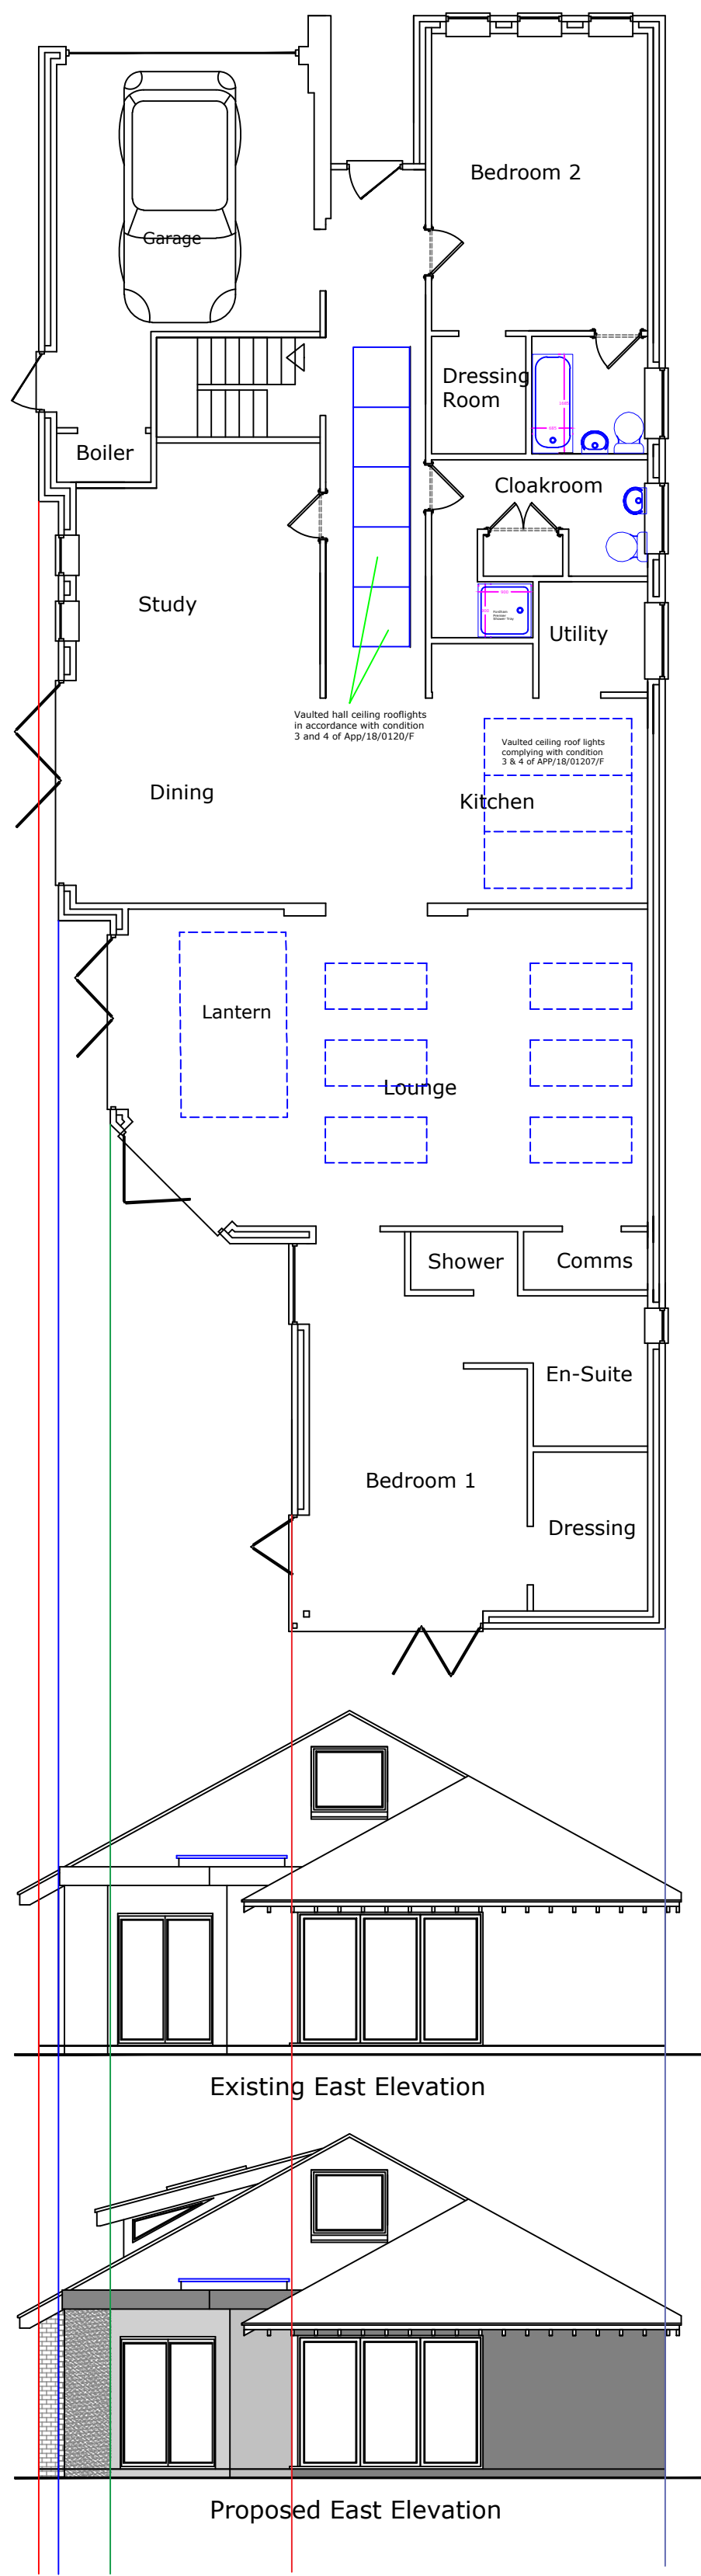 Bedroom 2
Garage
Dressing
Room
Boiler
Cloakroom
Study
Utility
Vaulted hall ceiling rooflights
in accordance with condition
3 and 4 of App/18/0120/F
Vaulted ceiling roof lights
complying with condition
3 & 4 of APP/18/01207/F
Dining
Kitchen
Lantern
Lounge
Shower
Comms
En-Suite
Bedroom 1
Dressing
Existing East Elevation
Proposed East Elevation